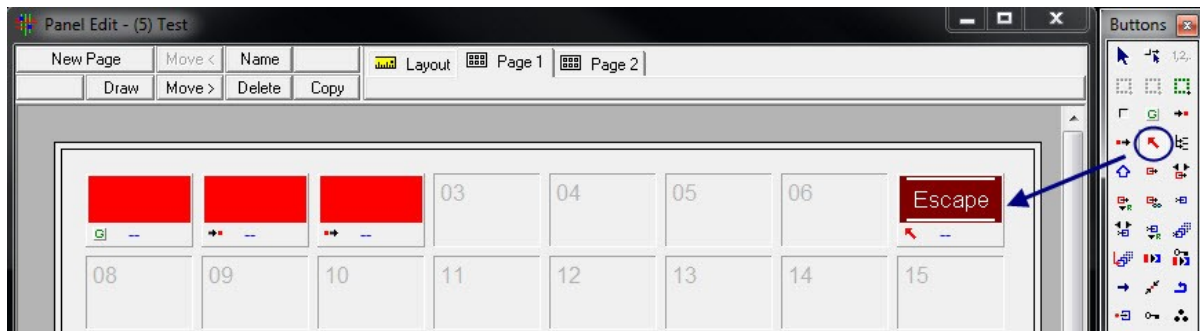 Panel Edit - (5) Test
Buttons
New Page Move < Name
Layout Page 1 Page 2
Draw Move > Delete Copy
1,2,.
G
03 04 05 06 Escape
G -- -- -- --
R
R
08 09 10 11 12 13 14 15